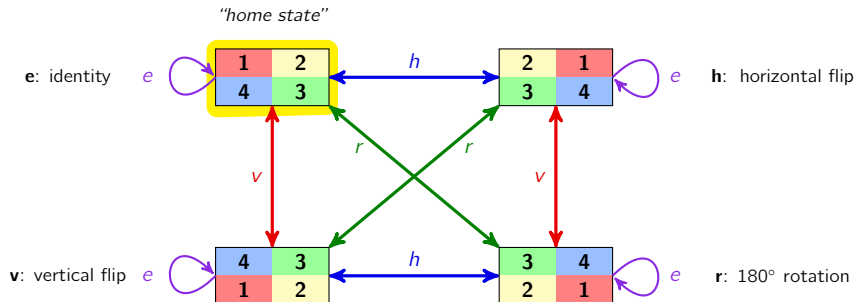 “home state”
e: identity e 1 2 h 2 1 e h: horizontal flip
4 3 3 4
r r
v v
v: vertical flip e 4 3 h 3 4 e r: 180° rotation
1 2 2 1